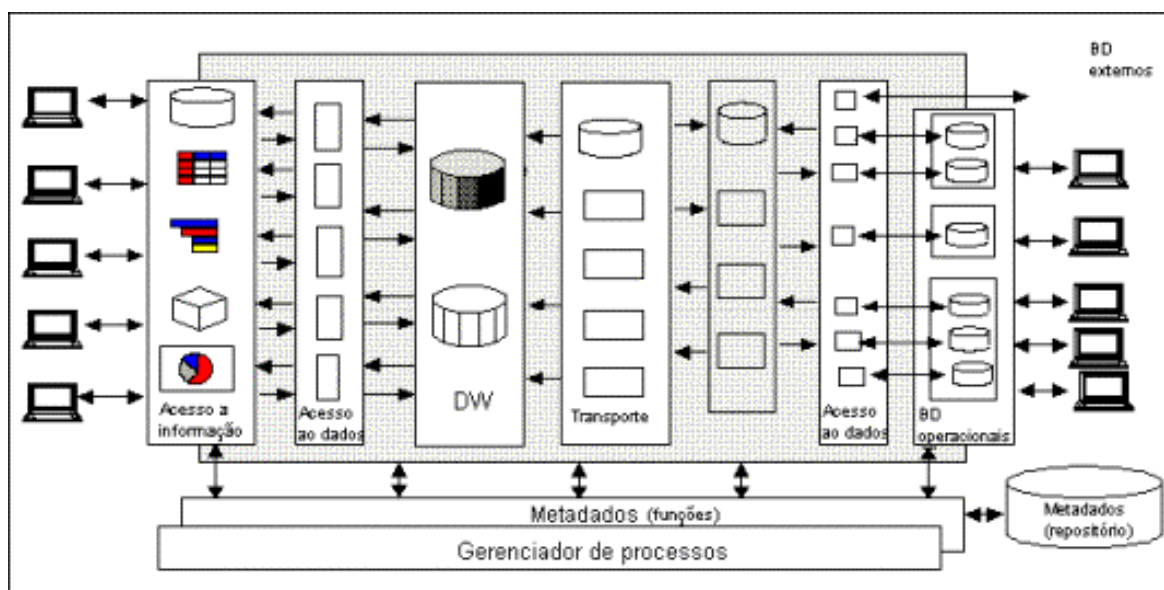 BD
externos
Acesso a
informação
Acesso
ao dados
DW
Transporte
Acesso
ao dados
BD
operacionais
Metadados (funções)
Gerenciador de processos
Metadados
(repositório)